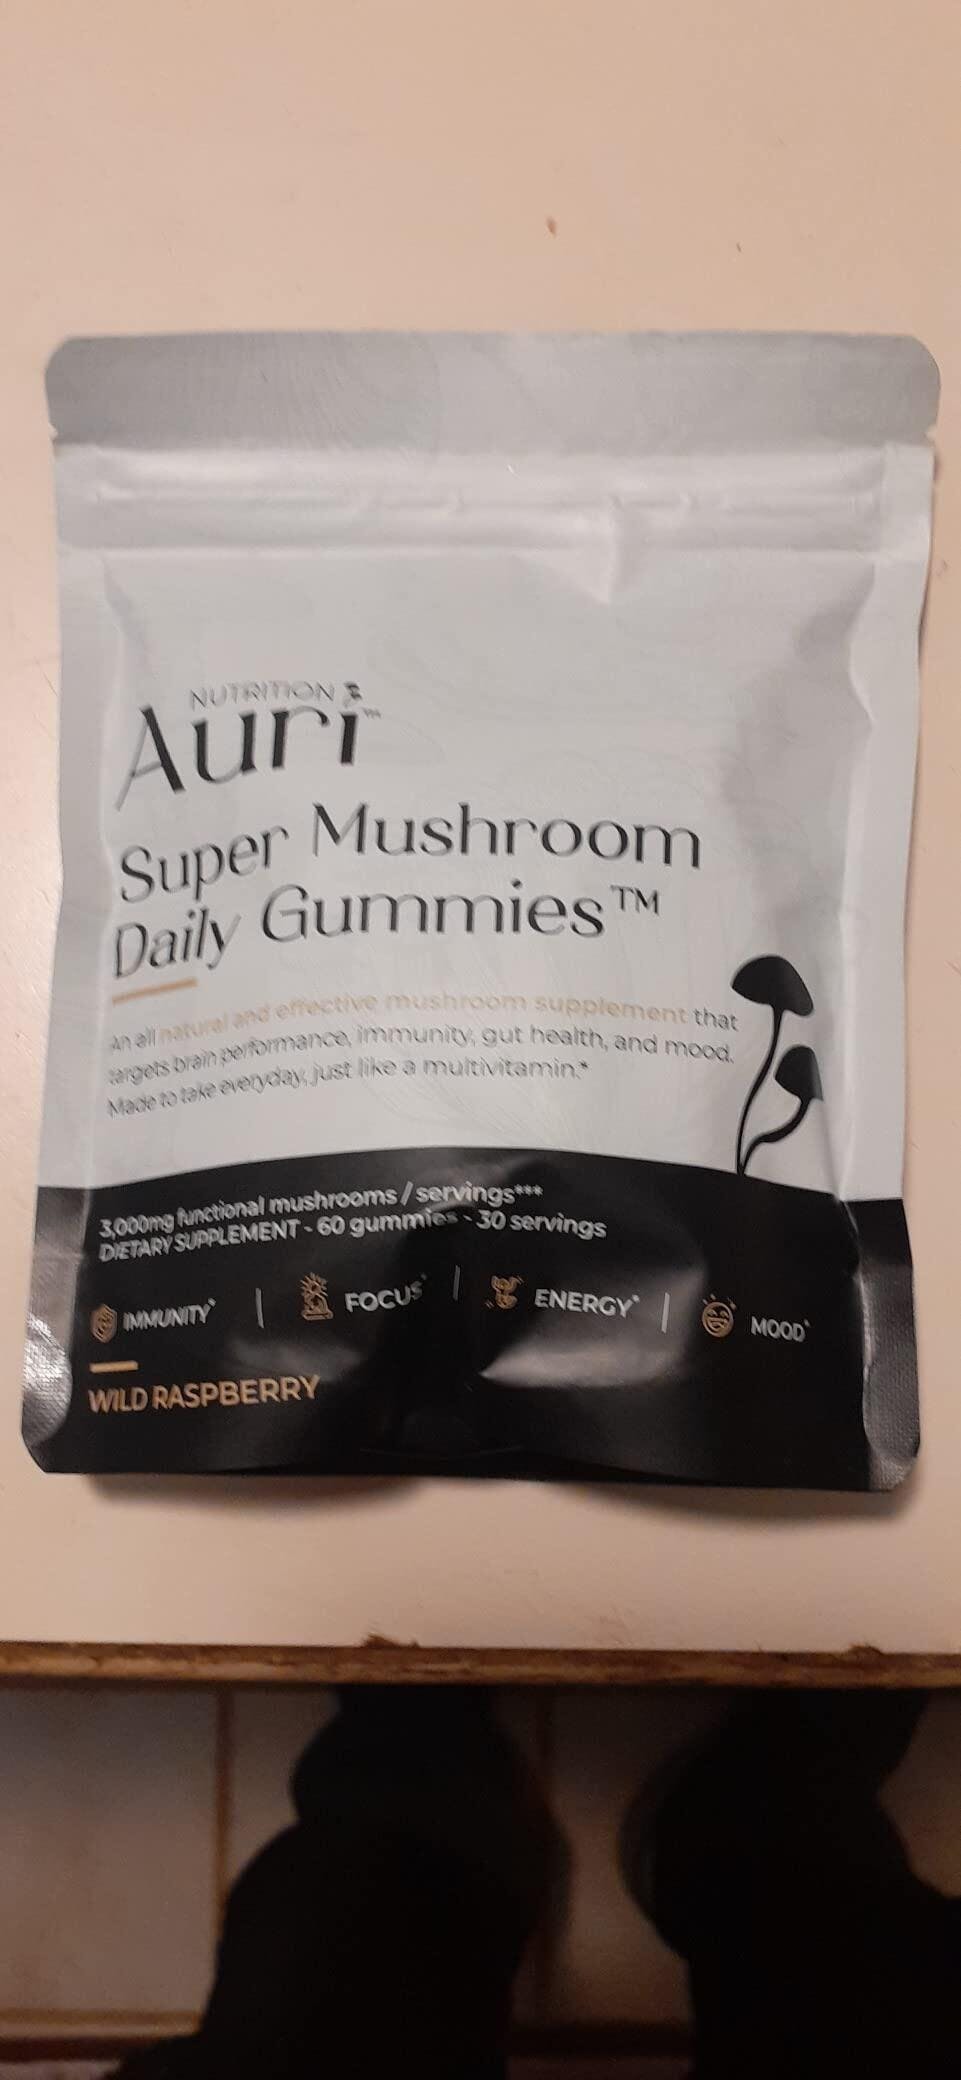 NUTRITION
Auri™
Super Mushroom
Daily Gummies™
An all natural and effective mushroom supplement that
targets brain performance, immunity, gut health, and mood.
Made to take everyday, just like a multivitamin.*
3,000mg functional mushrooms / servings***
DIETARY SUPPLEMENT - 60 gummies - 30 servings
IMMUNITY* | FOCUS* | ENERGY* | MOOD*
WILD RASPBERRY